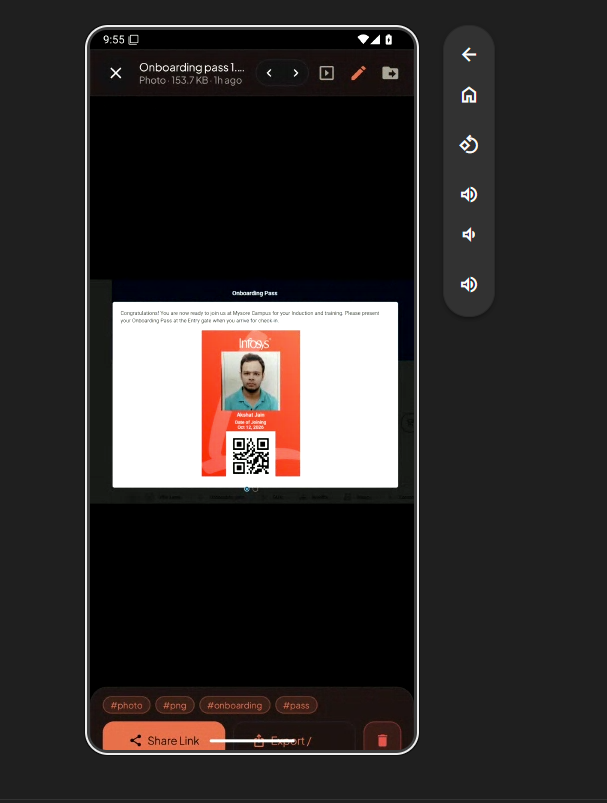 9:55
Onboarding pass 1....
Photo · 153.7 KB · 1h ago
Onboarding Pass
Congratulations! You are now ready to join us at Mysore Campus for your Induction and training. Please present
your Onboarding Pass at the Entry gate when you arrive for check-in
Infosys
Akshat Jain
Date of Joining
Oct 12, 2026
#photo
#png
#onboarding
#pass
Share Link
Export /